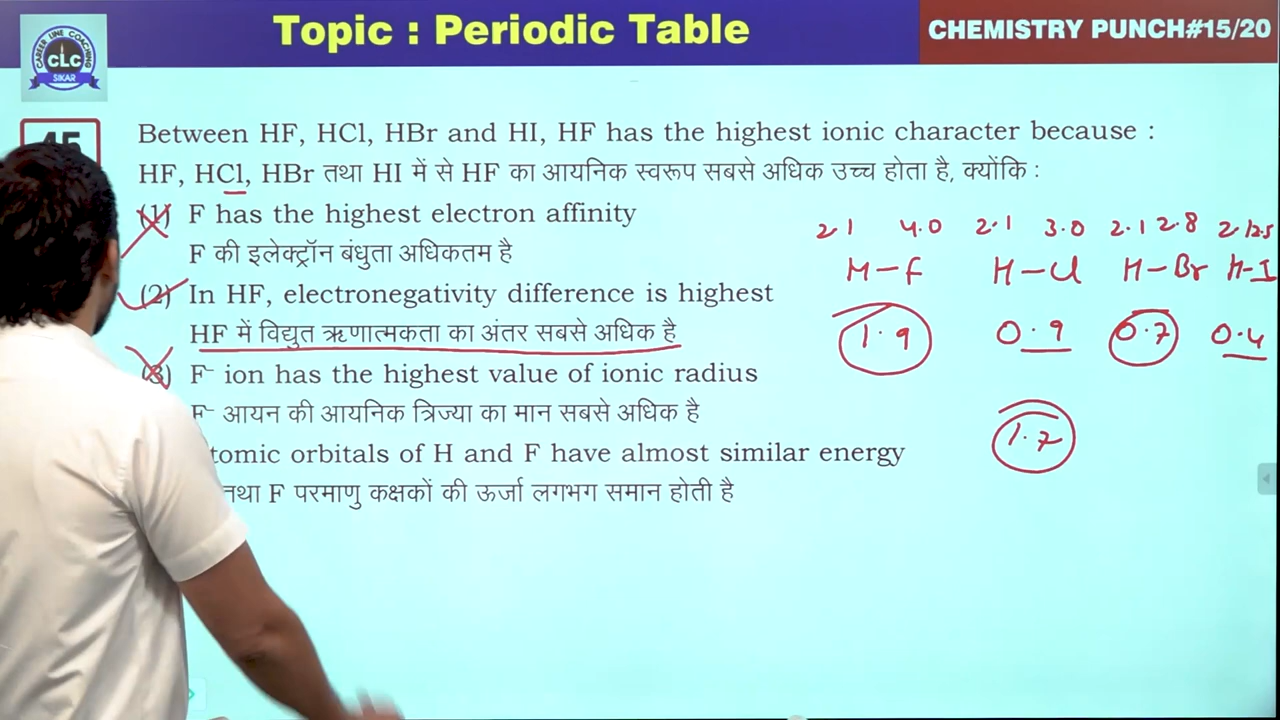 Topic : Periodic Table
CHEMISTRY PUNCH#15/20
CAREER LINE COACHING
CLC
SIKAR
Between HF, HCl, HBr and HI, HF has the highest ionic character because :
HF, HCl, HBr तथा HI में से HF का आयनिक स्वरूप सबसे अधिक उच्च होता है, क्योंकि :
(1) F has the highest electron affinity
F की इलेक्ट्रॉन बंधुता अधिकतम है
(2) In HF, electronegativity difference is highest
HF में विद्युत ऋणात्मकता का अंतर सबसे अधिक है
(3) F⁻ ion has the highest value of ionic radius
F⁻ आयन की आयनिक त्रिज्या का मान सबसे अधिक है
tomic orbitals of H and F have almost similar energy
तथा F परमाणु कक्षकों की ऊर्जा लगभग समान होती है
2.1 4.0 2.1 3.0 2.1 2.8 2.1 2.5
H-F H-Cl H-Br H-I
1.9 0.9 0.7 0.4
1.7